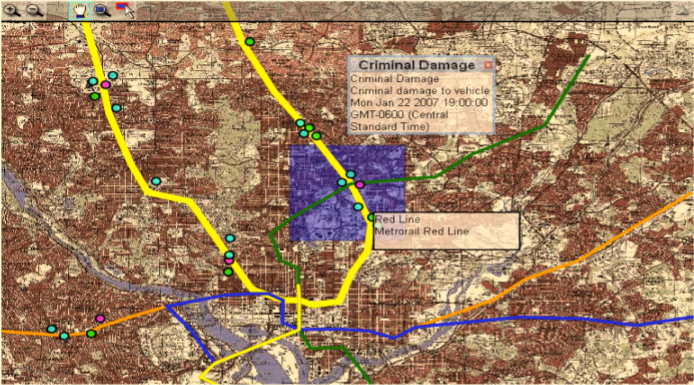 Criminal Damage
Criminal Damage
Criminal damage to vehicle
Mon Jan 22 2007 19:00:00
GMT-0600 (Central
Standard Time)
Red Line
Metrorail Red Line